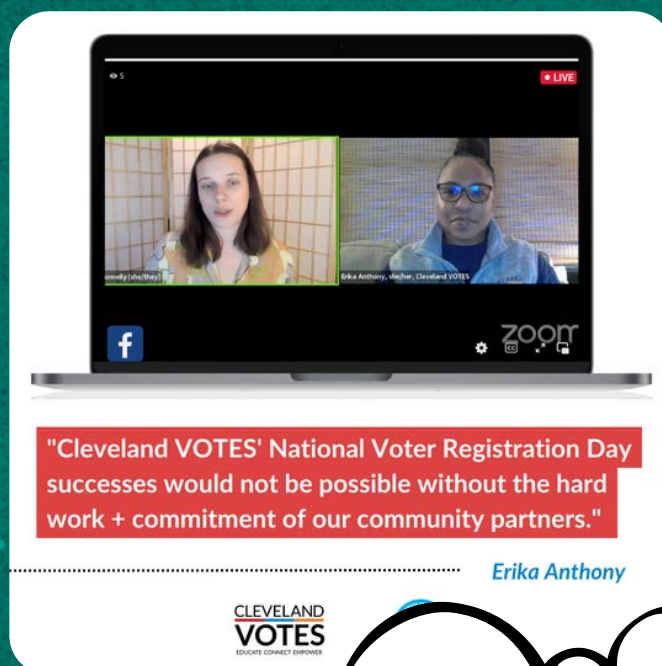 5
LIVE
onnelly (she/they)
Erika Anthony, she/her, Cleveland VOTES
zoom
CC
f
"Cleveland VOTES' National Voter Registration Day
successes would not be possible without the hard
work + commitment of our community partners."
Erika Anthony
CLEVELAND
VOTES
EDUCATE CONNECT EMPOWER